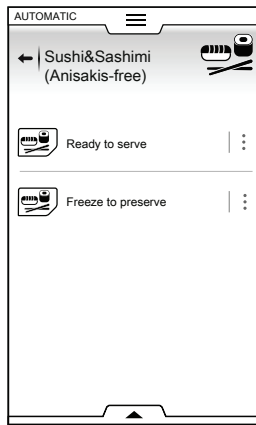 AUTOMATIC
Sushi&Sashimi
(Anisakis-free)
Ready to serve
Freeze to preserve